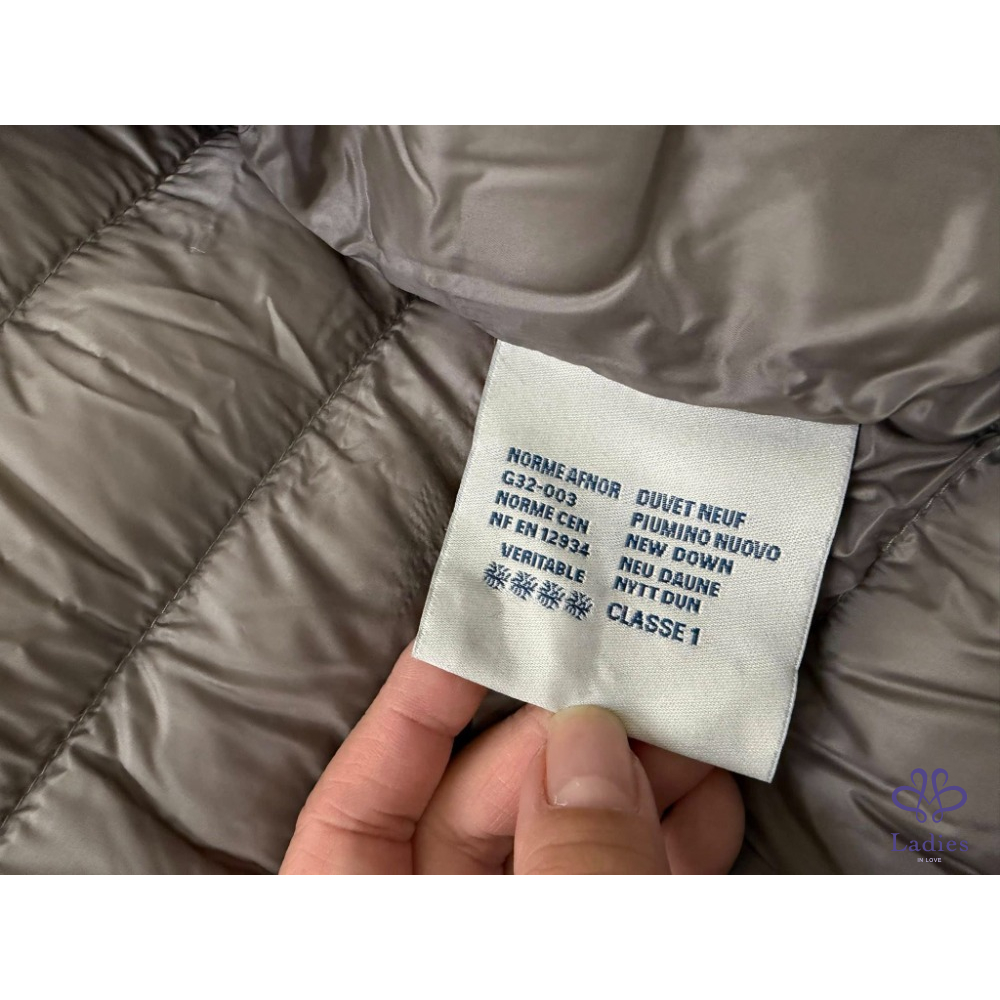 NORME AFNOR
G32-003
NORME CEN
NF EN 12934
VERITABLE
DUVET NEUF
PIUMINO NUOVO
NEW DOWN
NEU DAUNE
NYTT DUN
CLASSE 1
Ladies
IN LOVE